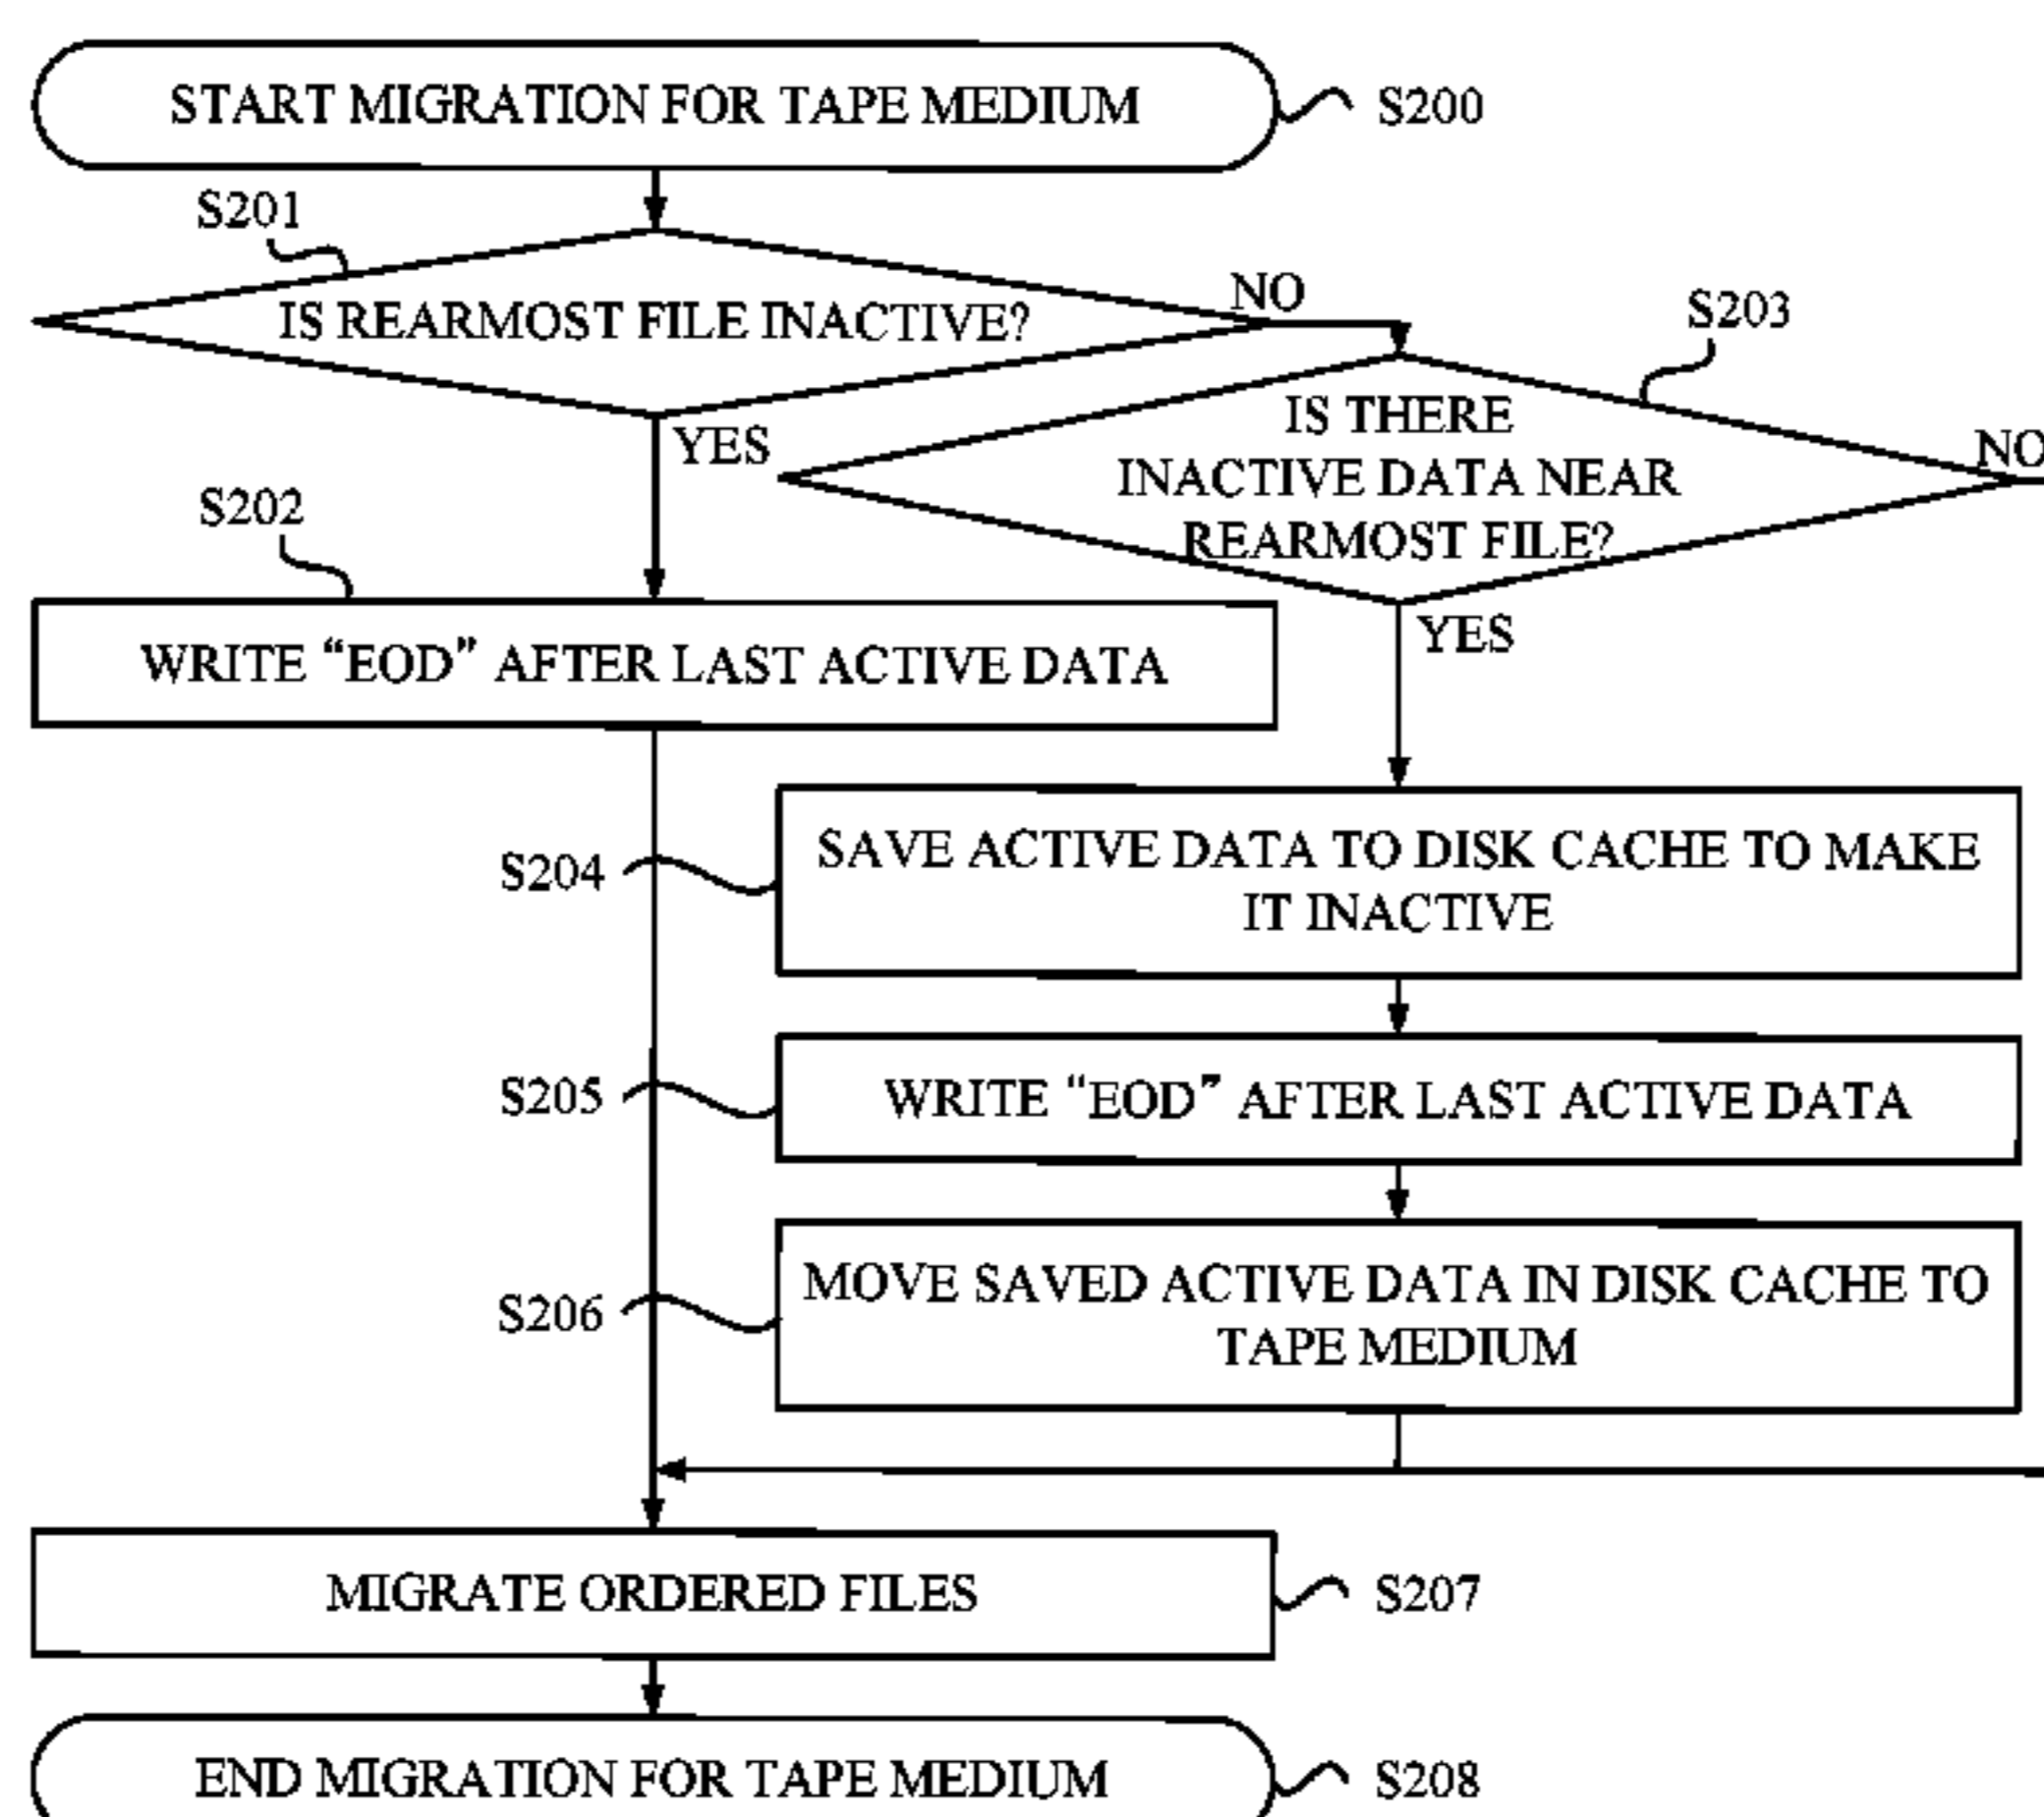 START MIGRATION FOR TAPE MEDIUM
S200
S201
IS REARMOST FILE INACTIVE?
NO
S203
IS THERE
INACTIVE DATA NEAR
REARMOST FILE?
NO
YES
S202
WRITE “EOD” AFTER LAST ACTIVE DATA
YES
S204
SAVE ACTIVE DATA TO DISK CACHE TO MAKE
IT INACTIVE
S205
WRITE “EOD” AFTER LAST ACTIVE DATA
S206
MOVE SAVED ACTIVE DATA IN DISK CACHE TO
TAPE MEDIUM
MIGRATE ORDERED FILES
S207
END MIGRATION FOR TAPE MEDIUM
S208